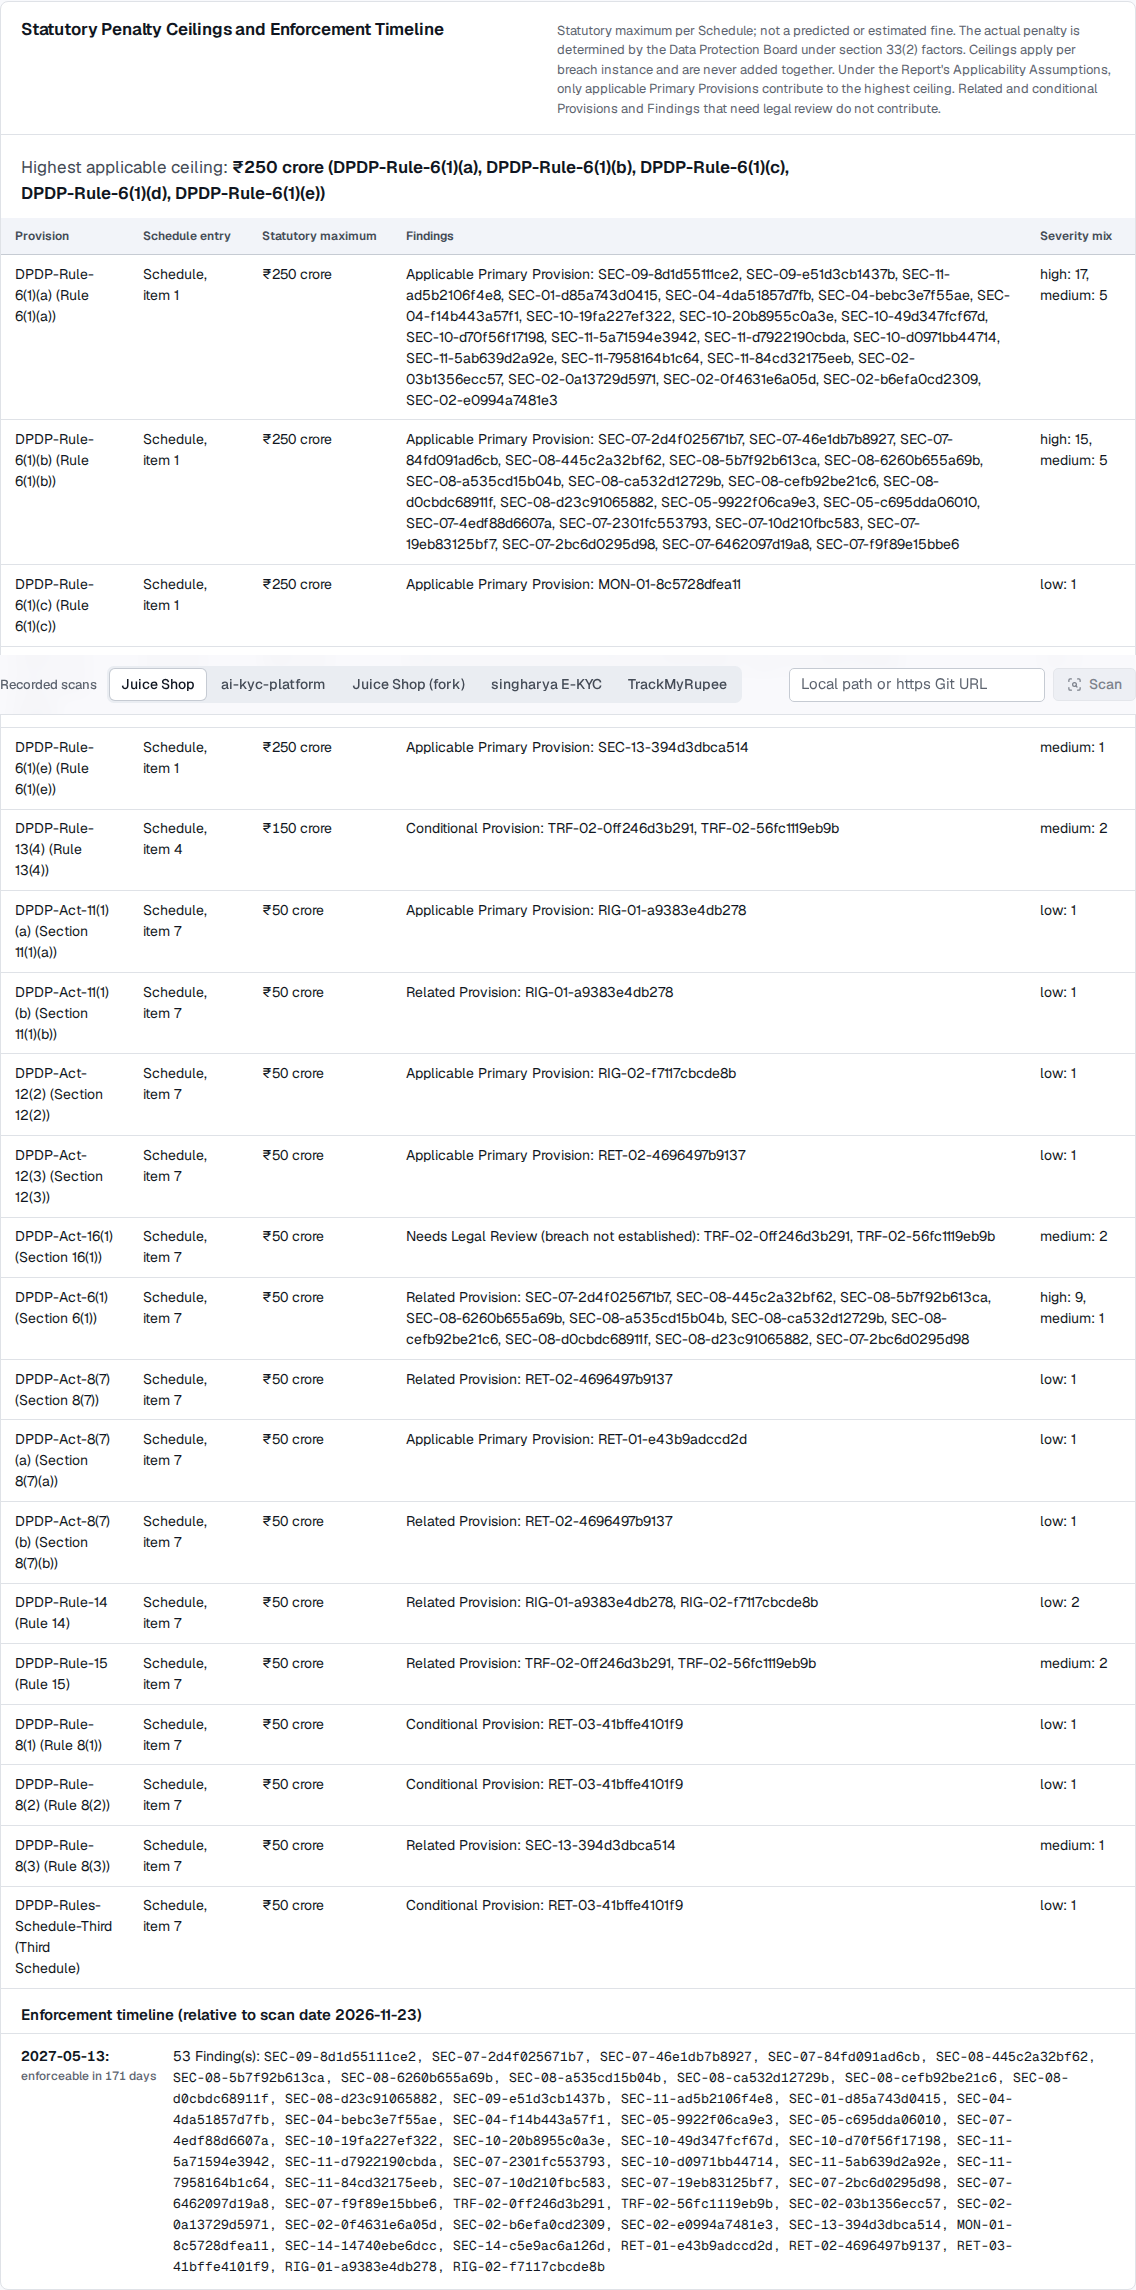 Statutory Penalty Ceilings and Enforcement Timeline
Statutory maximum per Schedule; not a predicted or estimated fine. The actual penalty is
determined by the Data Protection Board under section 33(2) factors. Ceilings apply per
breach instance and are never added together. Under the Report's Applicability Assumptions,
only applicable Primary Provisions contribute to the highest ceiling. Related and conditional
Provisions and Findings that need legal review do not contribute.
Highest applicable ceiling: ₹250 crore (DPDP-Rule-6(1)(a), DPDP-Rule-6(1)(b), DPDP-Rule-6(1)(c),
DPDP-Rule-6(1)(d), DPDP-Rule-6(1)(e))
Provision Schedule entry Statutory maximum Findings Severity mix
DPDP-Rule- Schedule, ₹250 crore Applicable Primary Provision: SEC-09-8d1d55111ce2, SEC-09-e51d3cb1437b, SEC-11- high: 17,
6(1)(a) (Rule item 1 ad5b2106f4e8, SEC-01-d85a743d0415, SEC-04-4da51857d7fb, SEC-04-bebc3e7f55ae, SEC- medium: 5
6(1)(a)) 04-f14b443a57f1, SEC-10-19fa227ef322, SEC-10-20b8955c0a3e, SEC-10-49d347fcf67d,
SEC-10-d70f56f17198, SEC-11-5a71594e3942, SEC-11-d7922190cbda, SEC-10-d0971bb44714,
SEC-11-5ab639d2a92e, SEC-11-7958164b1c64, SEC-11-84cd32175eeb, SEC-02-
03b1356ecc57, SEC-02-0a13729d5971, SEC-02-0f4631e6a05d, SEC-02-b6efa0cd2309,
SEC-02-e0994a7481e3
DPDP-Rule- Schedule, ₹250 crore Applicable Primary Provision: SEC-07-2d4f025671b7, SEC-07-46e1db7b8927, SEC-07- high: 15,
6(1)(b) (Rule item 1 84fd091ad6cb, SEC-08-445c2a32bf62, SEC-08-5b7f92b613ca, SEC-08-6260b655a69b, medium: 5
6(1)(b)) SEC-08-a535cd15b04b, SEC-08-ca532d12729b, SEC-08-cefb92be21c6, SEC-08-
d0cbdc68911f, SEC-08-d23c91065882, SEC-05-9922f06ca9e3, SEC-05-c695dda06010,
SEC-07-4edf88d6607a, SEC-07-2301fc553793, SEC-07-10d210fbc583, SEC-07-
19eb83125bf7, SEC-07-2bc6d0295d98, SEC-07-6462097d19a8, SEC-07-f9f89e15bbe6
DPDP-Rule- Schedule, ₹250 crore Applicable Primary Provision: MON-01-8c5728dfea11 low: 1
6(1)(c) (Rule item 1
6(1)(c))
Recorded scans Juice Shop ai-kyc-platform Juice Shop (fork) singharya E-KYC TrackMyRupee Local path or https Git URL Scan
DPDP-Rule- Schedule, ₹250 crore Applicable Primary Provision: SEC-13-394d3dbca514 medium: 1
6(1)(e) (Rule item 1
6(1)(e))
DPDP-Rule- Schedule, ₹150 crore Conditional Provision: TRF-02-0ff246d3b291, TRF-02-56fc1119eb9b medium: 2
13(4) (Rule item 4
13(4))
DPDP-Act-11(1) Schedule, ₹50 crore Applicable Primary Provision: RIG-01-a9383e4db278 low: 1
(a) (Section item 7
11(1)(a))
DPDP-Act-11(1) Schedule, ₹50 crore Related Provision: RIG-01-a9383e4db278 low: 1
(b) (Section item 7
11(1)(b))
DPDP-Act- Schedule, ₹50 crore Applicable Primary Provision: RIG-02-f7117cbcde8b low: 1
12(2) (Section item 7
12(2))
DPDP-Act- Schedule, ₹50 crore Applicable Primary Provision: RET-02-4696497b9137 low: 1
12(3) (Section item 7
12(3))
DPDP-Act-16(1) Schedule, ₹50 crore Needs Legal Review (breach not established): TRF-02-0ff246d3b291, TRF-02-56fc1119eb9b medium: 2
(Section 16(1)) item 7
DPDP-Act-6(1) Schedule, ₹50 crore Related Provision: SEC-07-2d4f025671b7, SEC-08-445c2a32bf62, SEC-08-5b7f92b613ca, high: 9,
(Section 6(1)) item 7 SEC-08-6260b655a69b, SEC-08-a535cd15b04b, SEC-08-ca532d12729b, SEC-08- medium: 1
cefb92be21c6, SEC-08-d0cbdc68911f, SEC-08-d23c91065882, SEC-07-2bc6d0295d98
DPDP-Act-8(7) Schedule, ₹50 crore Related Provision: RET-02-4696497b9137 low: 1
(Section 8(7)) item 7
DPDP-Act-8(7) Schedule, ₹50 crore Applicable Primary Provision: RET-01-e43b9adccd2d low: 1
(a) (Section item 7
8(7)(a))
DPDP-Act-8(7) Schedule, ₹50 crore Related Provision: RET-02-4696497b9137 low: 1
(b) (Section item 7
8(7)(b))
DPDP-Rule-14 Schedule, ₹50 crore Related Provision: RIG-01-a9383e4db278, RIG-02-f7117cbcde8b low: 2
(Rule 14) item 7
DPDP-Rule-15 Schedule, ₹50 crore Related Provision: TRF-02-0ff246d3b291, TRF-02-56fc1119eb9b medium: 2
(Rule 15) item 7
DPDP-Rule- Schedule, ₹50 crore Conditional Provision: RET-03-41bffe4101f9 low: 1
8(1) (Rule 8(1)) item 7
DPDP-Rule- Schedule, ₹50 crore Conditional Provision: RET-03-41bffe4101f9 low: 1
8(2) (Rule 8(2)) item 7
DPDP-Rule- Schedule, ₹50 crore Related Provision: SEC-13-394d3dbca514 medium: 1
8(3) (Rule 8(3)) item 7
DPDP-Rules- Schedule, ₹50 crore Conditional Provision: RET-03-41bffe4101f9 low: 1
Schedule-Third item 7
(Third
Schedule)
Enforcement timeline (relative to scan date 2026-11-23)
2027-05-13: 53 Finding(s): SEC-09-8d1d55111ce2, SEC-07-2d4f025671b7, SEC-07-46e1db7b8927, SEC-07-84fd091ad6cb, SEC-08-445c2a32bf62,
enforceable in 171 days SEC-08-5b7f92b613ca, SEC-08-6260b655a69b, SEC-08-a535cd15b04b, SEC-08-ca532d12729b, SEC-08-cefb92be21c6, SEC-08-
d0cbdc68911f, SEC-08-d23c91065882, SEC-09-e51d3cb1437b, SEC-11-ad5b2106f4e8, SEC-01-d85a743d0415, SEC-04-
4da51857d7fb, SEC-04-bebc3e7f55ae, SEC-04-f14b443a57f1, SEC-05-9922f06ca9e3, SEC-05-c695dda06010, SEC-07-
4edf88d6607a, SEC-10-19fa227ef322, SEC-10-20b8955c0a3e, SEC-10-49d347fcf67d, SEC-10-d70f56f17198, SEC-11-
5a71594e3942, SEC-11-d7922190cbda, SEC-07-2301fc553793, SEC-10-d0971bb44714, SEC-11-5ab639d2a92e, SEC-11-
7958164b1c64, SEC-11-84cd32175eeb, SEC-07-10d210fbc583, SEC-07-19eb83125bf7, SEC-07-2bc6d0295d98, SEC-07-
6462097d19a8, SEC-07-f9f89e15bbe6, TRF-02-0ff246d3b291, TRF-02-56fc1119eb9b, SEC-02-03b1356ecc57, SEC-02-
0a13729d5971, SEC-02-0f4631e6a05d, SEC-02-b6efa0cd2309, SEC-02-e0994a7481e3, SEC-13-394d3dbca514, MON-01-
8c5728dfea11, SEC-14-14740ebe6dcc, SEC-14-c5e9ac6a126d, RET-01-e43b9adccd2d, RET-02-4696497b9137, RET-03-
41bffe4101f9, RIG-01-a9383e4db278, RIG-02-f7117cbcde8b